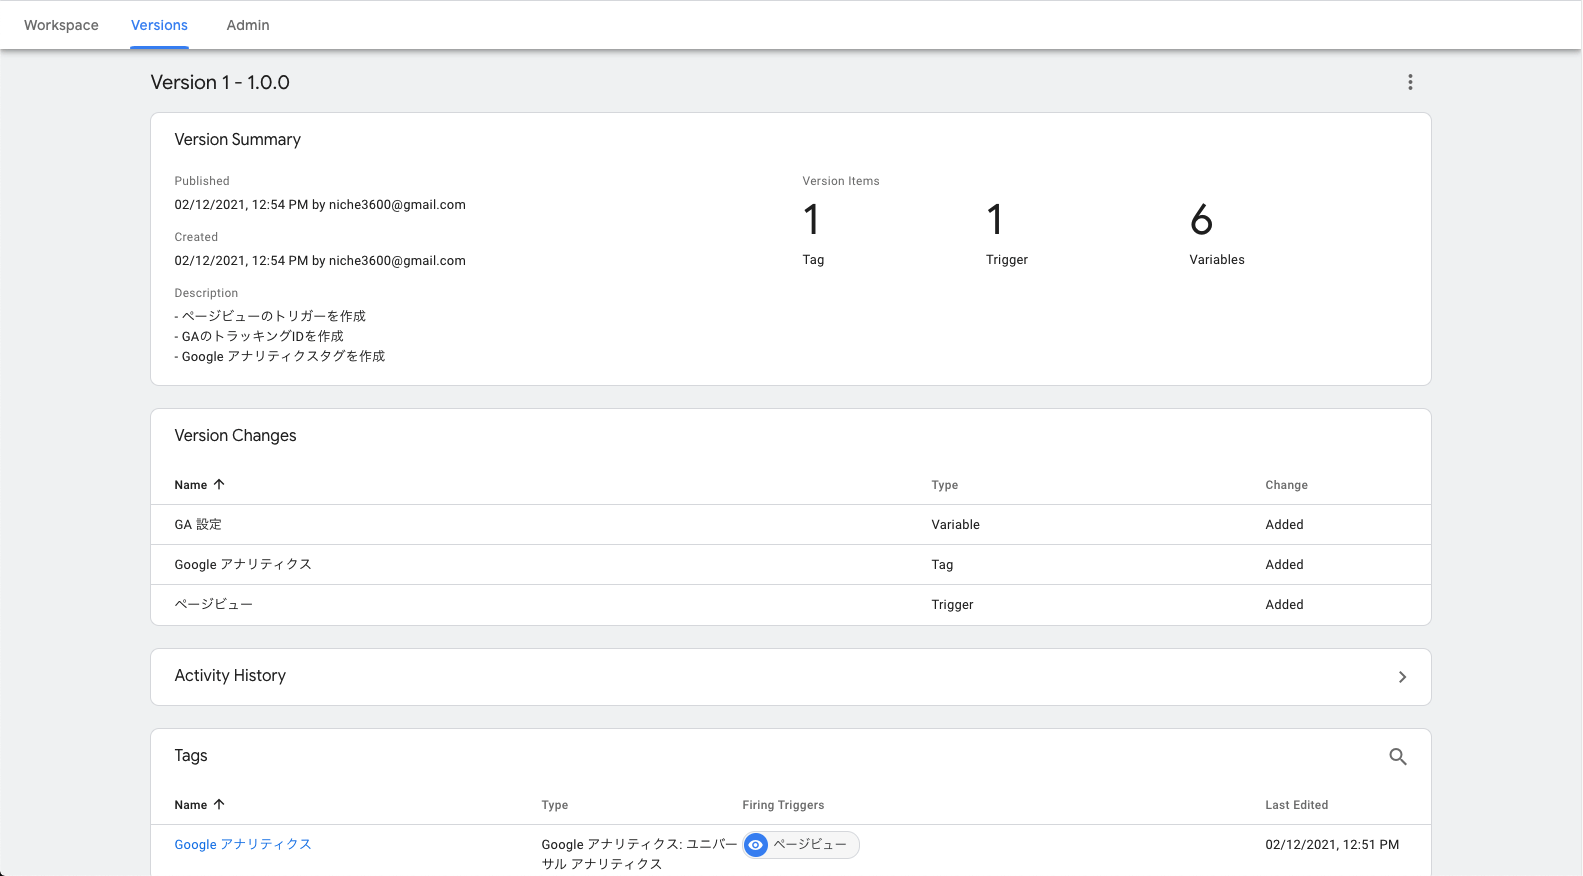 Workspace Versions Admin
Version 1 - 1.0.0
Version Summary
Published
02/12/2021, 12:54 PM by niche3600@gmail.com
Created
02/12/2021, 12:54 PM by niche3600@gmail.com
Description
- ページビューのトリガーを作成
- GAのトラッキングIDを作成
- Google アナリティクスタグを作成
Version Items
1 1 6
Tag Trigger Variables
Version Changes
Name Type Change
GA 設定 Variable Added
Google アナリティクス Tag Added
ページビュー Trigger Added
Activity History
Tags
Name Type Firing Triggers Last Edited
Google アナリティクス Google アナリティクス: ユニバー ページビュー 02/12/2021, 12:51 PM
サル アナリティクス